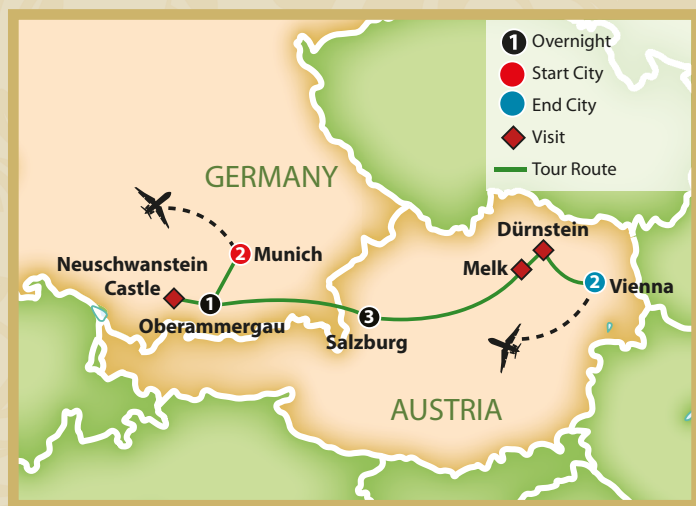 1 Overnight
Start City
End City
Visit
Tour Route
GERMANY
2 Munich
Neuschwanstein
Castle
1
Oberammergau
3
Salzburg
Dürnstein
Melk
2 Vienna
AUSTRIA